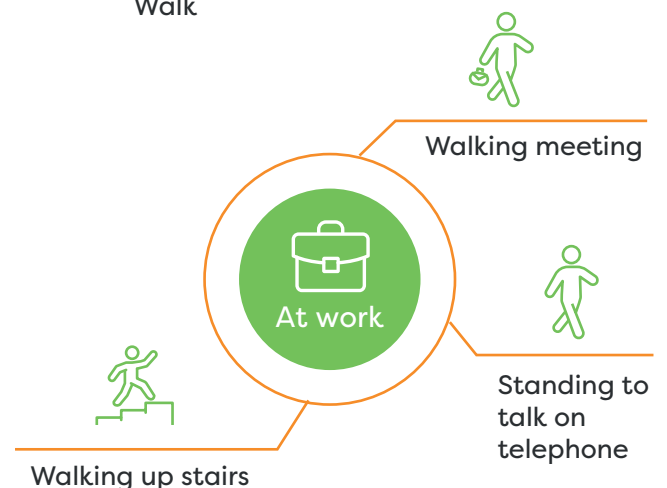 Walk
Walking meeting
At work
Standing to
talk on
telephone
Walking up stairs